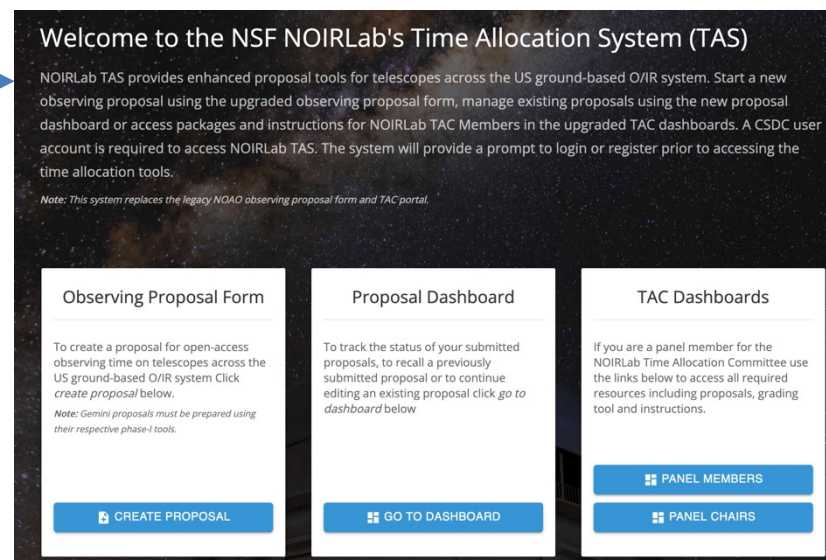 Welcome to the NSF NOIRLab's Time Allocation System (TAS)
NOIRLab TAS provides enhanced proposal tools for telescopes across the US ground-based O/IR system. Start a new
observing proposal using the upgraded observing proposal form, manage existing proposals using the new proposal
dashboard or access packages and instructions for NOIRLab TAC Members in the upgraded TAC dashboards. A CSDC user
account is required to access NOIRLab TAS. The system will provide a prompt to login or register prior to accessing the
time allocation tools.
Note: This system replaces the legacy NOAO observing proposal form and TAC portal.
Observing Proposal Form
To create a proposal for open-access
observing time on telescopes across the
US ground-based O/IR system Click
create proposal below.
Note: Gemini proposals must be prepared using
their respective phase-I tools.
CREATE PROPOSAL
Proposal Dashboard
To track the status of your submitted
proposals, to recall a previously
submitted proposal or to continue
editing an existing proposal click go to
dashboard below
GO TO DASHBOARD
TAC Dashboards
If you are a panel member for the
NOIRLab Time Allocation Committee use
the links below to access all required
resources including proposals, grading
tool and instructions.
PANEL MEMBERS
PANEL CHAIRS